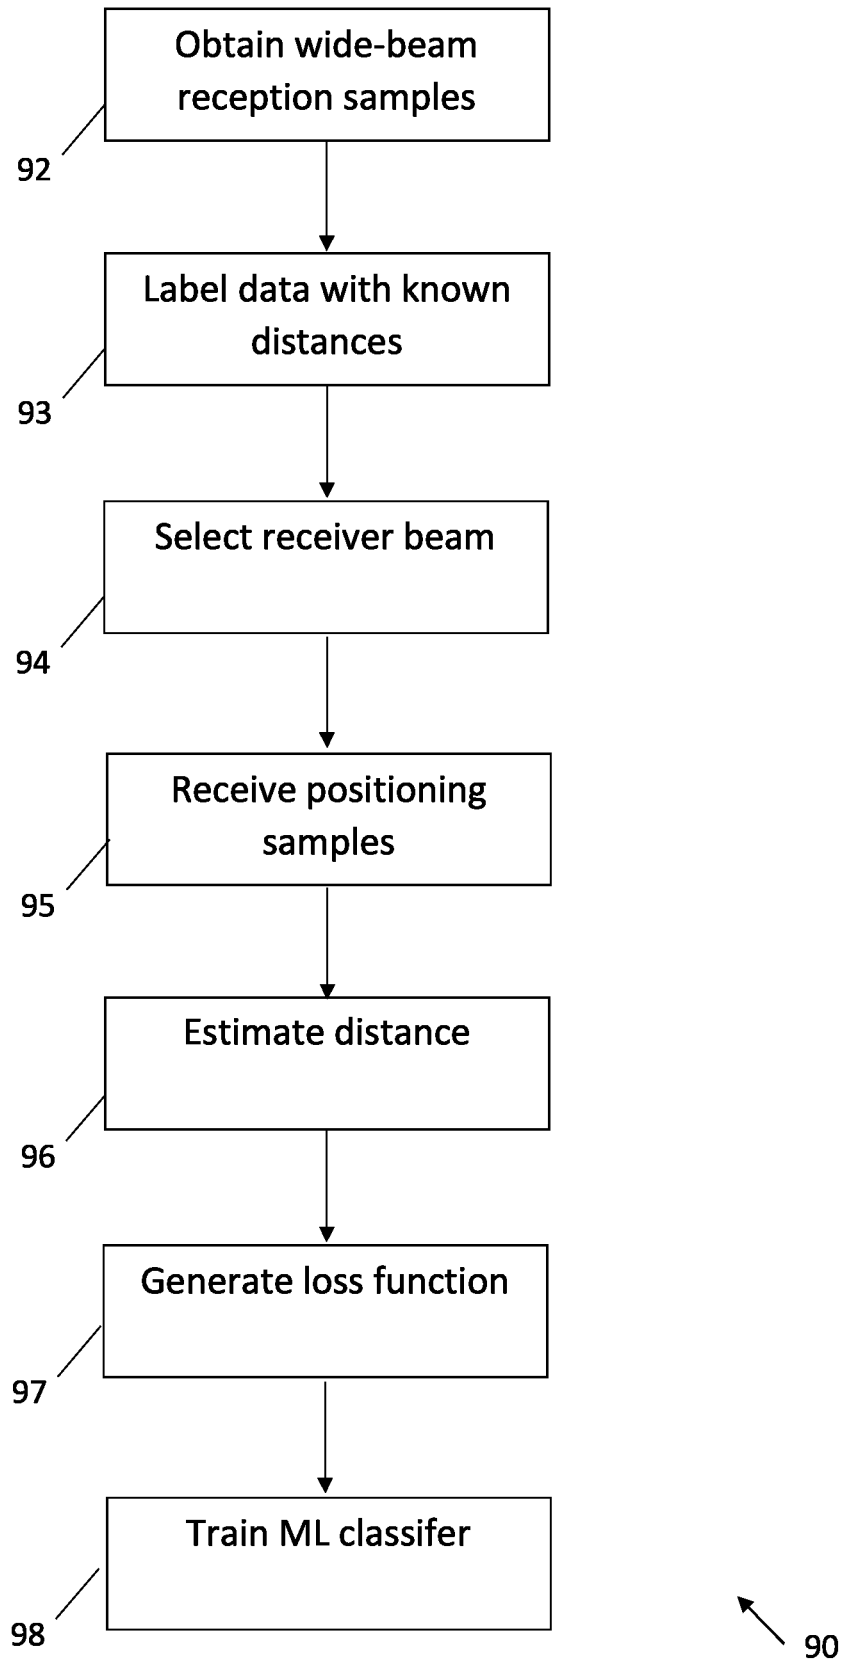 Obtain wide-beam
reception samples
92
Label data with known
distances
93
Select receiver beam
94
Receive positioning
samples
95
Estimate distance
96
Generate loss function
97
Train ML classifer
98
90